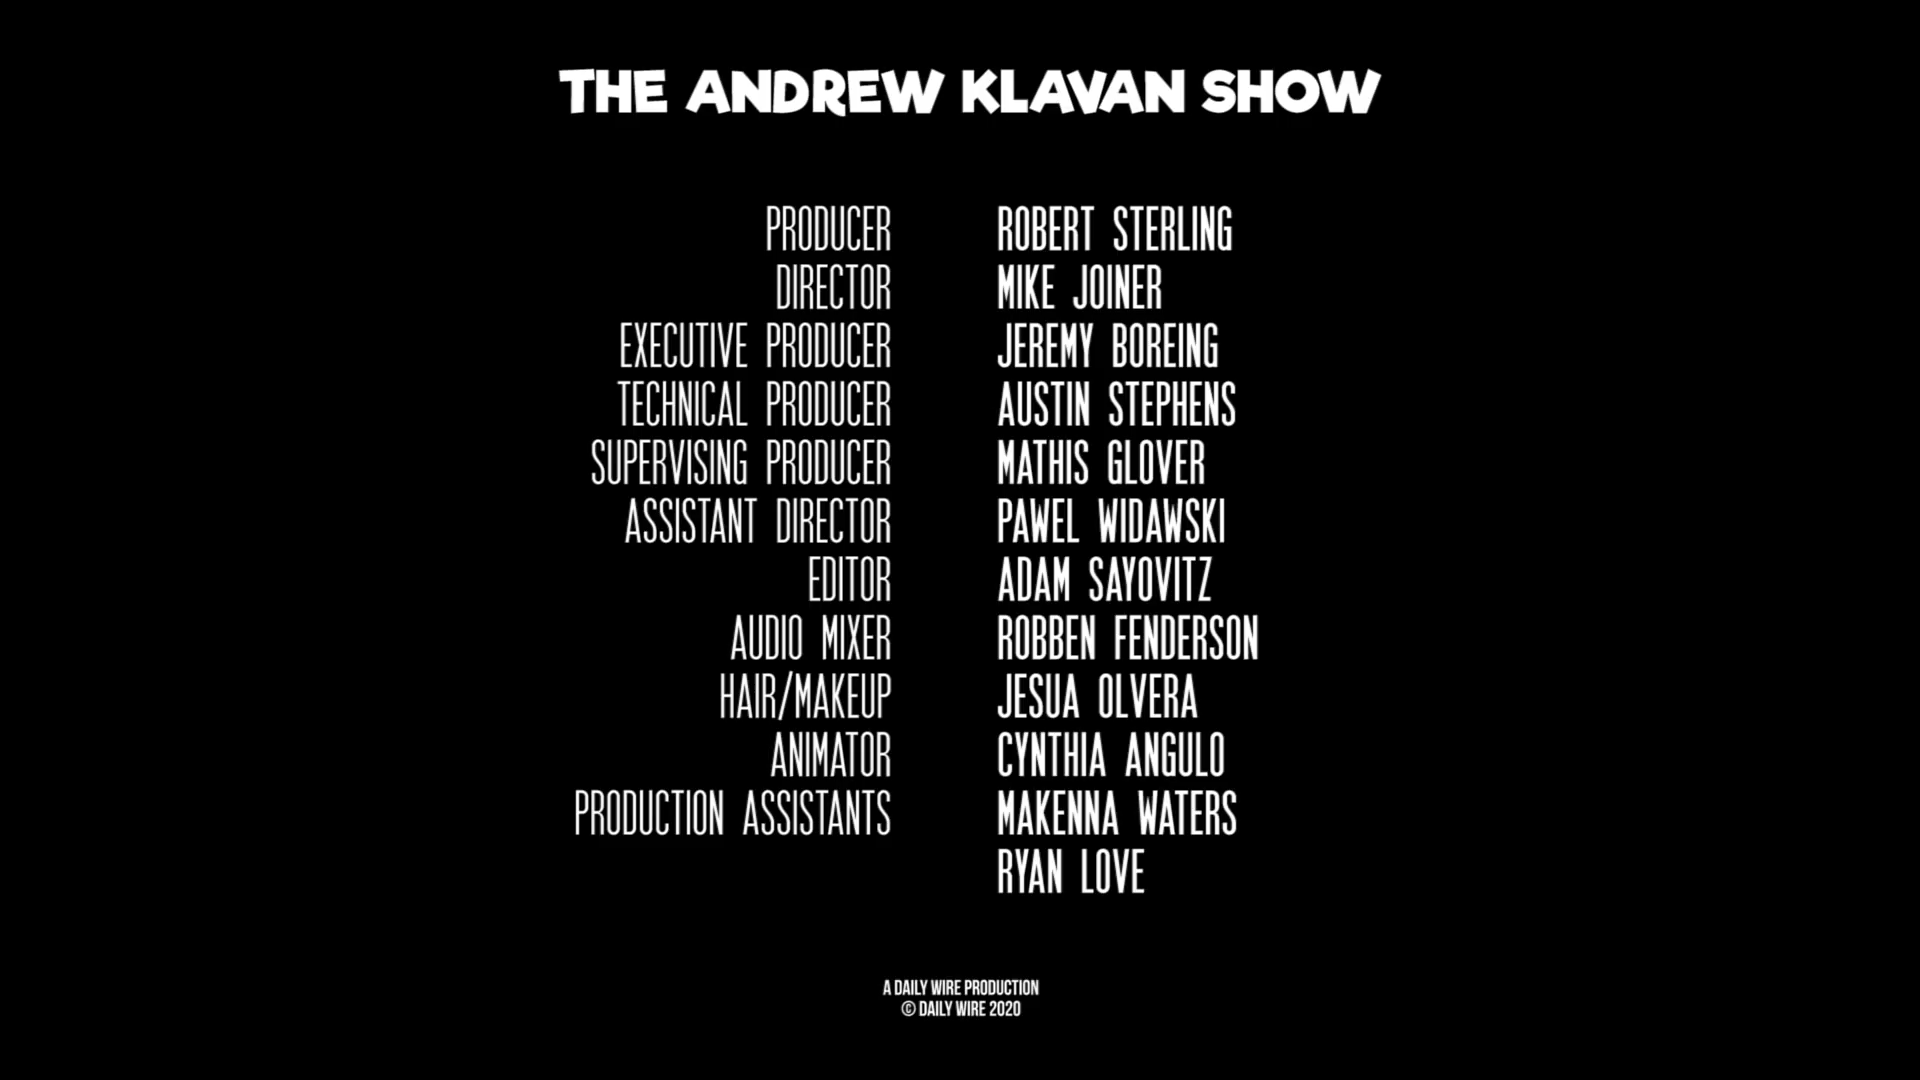 THE ANDREW KLAVAN SHOW
PRODUCER ROBERT STERLING
DIRECTOR MIKE JOINER
EXECUTIVE PRODUCER JEREMY BOREING
TECHNICAL PRODUCER AUSTIN STEPHENS
SUPERVISING PRODUCER MATHIS GLOVER
ASSISTANT DIRECTOR PAWEL WIDAWSKI
EDITOR ADAM SAYOVITZ
AUDIO MIXER ROBBEN FENDERSON
HAIR/MAKEUP JESUA OLVERA
ANIMATOR CYNTHIA ANGULO
PRODUCTION ASSISTANTS MAKENNA WATERS
RYAN LOVE
A DAILY WIRE PRODUCTION
© DAILY WIRE 2020